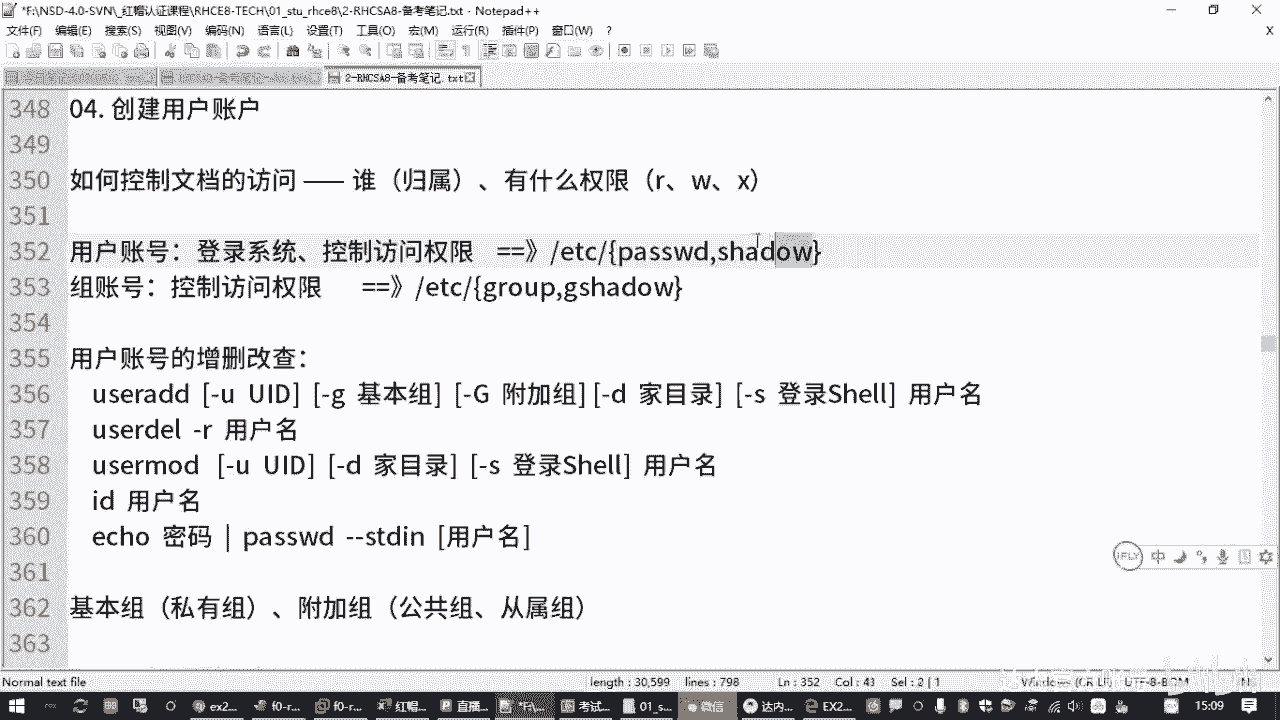 *F:\NSD-4.0-SVN\_红帽认证课程\RHCE8-TECH\01_stu_rhce8\2-RHCSA8-备考笔记.txt - Notepad++
文件(F) 编辑(E) 搜索(S) 视图(V) 编码(N) 语言(L) 设置(T) 工具(O) 宏(M) 运行(R) 插件(P) 窗口(W) ?
X
2-RHCSA8-备考笔记.txt
348 04. 创建用户账户
349
350 如何控制文档的访问 —— 谁（归属）、有什么权限（r、w、x）
351
352 用户账号：登录系统、控制访问权限 ==》/etc/{passwd,shadow}
353 组账号：控制访问权限 ==》/etc/{group,gshadow}
354
355 用户账号的增删改查：
356 useradd [-u UID] [-g 基本组] [-G 附加组] [-d 家目录] [-s 登录Shell] 用户名
357 userdel -r 用户名
358 usermod [-u UID] [-d 家目录] [-s 登录Shell] 用户名
359 id 用户名
360 echo 密码 | passwd --stdin [用户名]
361
362 基本组（私有组）、附加组（公共组、从属组）
363
iFLY 中
Normal text file length : 30,599 lines : 798 Ln : 352 Col : 43 Sel : 2 | 1 Windows (CR LF) UTF-8-BOM IN
ex2... f0-r... f0-r... 红帽... 直播... 考试... 01_s... 微信 达内... EX2... 15:09